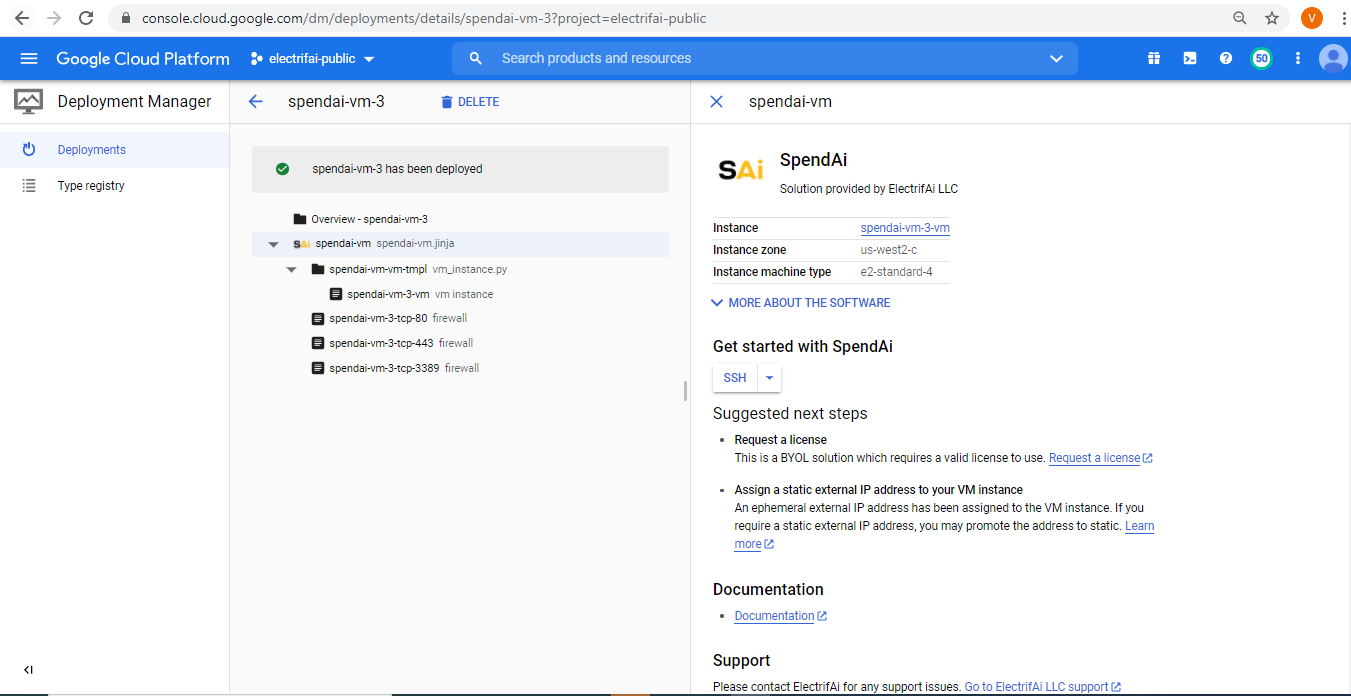 console.cloud.google.com/dm/deployments/details/spendai-vm-3?project=electrifai-public
V
Google Cloud Platform
electrifai-public
Search products and resources
50
Deployment Manager
spendai-vm-3
DELETE
spendai-vm
Deployments
Type registry
spendai-vm-3 has been deployed
Overview - spendai-vm-3
SAi spendai-vm spendai-vm.jinja
spendai-vm-vm-tmpl vm_instance.py
spendai-vm-3-vm vm instance
spendai-vm-3-tcp-80 firewall
spendai-vm-3-tcp-443 firewall
spendai-vm-3-tcp-3389 firewall
SAi
SpendAi
Solution provided by ElectrifAi LLC
Instance spendai-vm-3-vm
Instance zone us-west2-c
Instance machine type e2-standard-4
MORE ABOUT THE SOFTWARE
Get started with SpendAi
SSH
Suggested next steps
• Request a license
This is a BYOL solution which requires a valid license to use. Request a license
• Assign a static external IP address to your VM instance
An ephemeral external IP address has been assigned to the VM instance. If you
require a static external IP address, you may promote the address to static. Learn
more
Documentation
• Documentation
Support
Please contact ElectrifAi for any support issues. Go to ElectrifAi LLC support